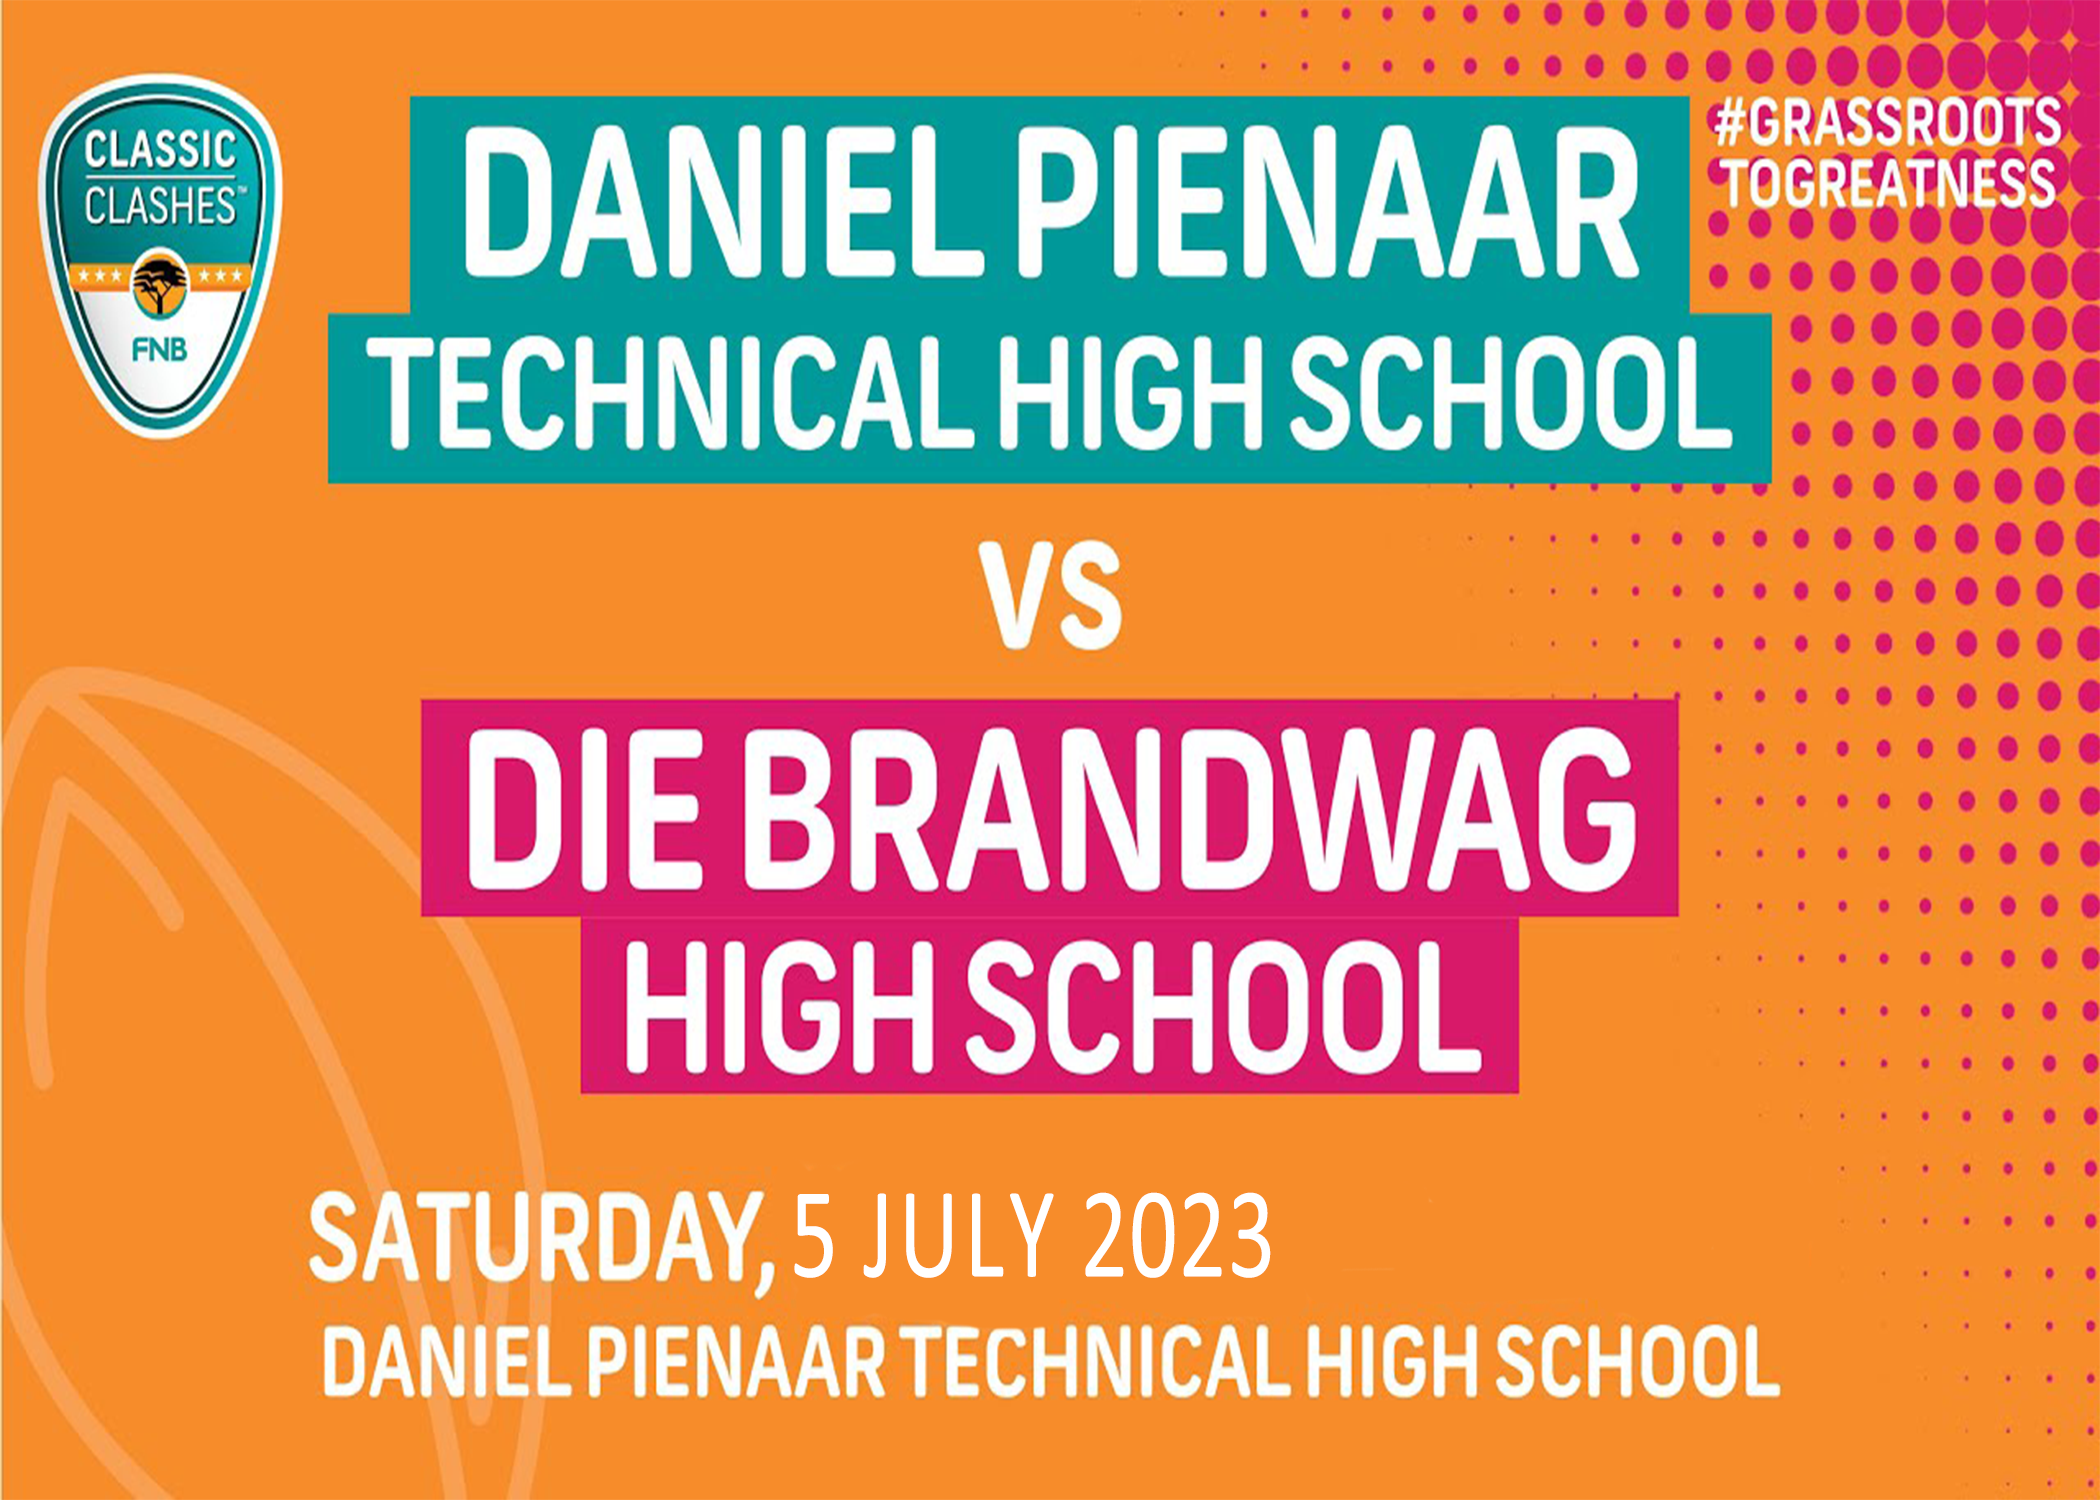 CLASSIC
CLASHES™
FNB
DANIEL PIENAAR
TECHNICAL HIGH SCHOOL
#GRASSROOTS
TOGREATNESS
VS
DIE BRANDWAG
HIGH SCHOOL
SATURDAY, 5 JULY 2023
DANIEL PIENAAR TECHNICAL HIGH SCHOOL